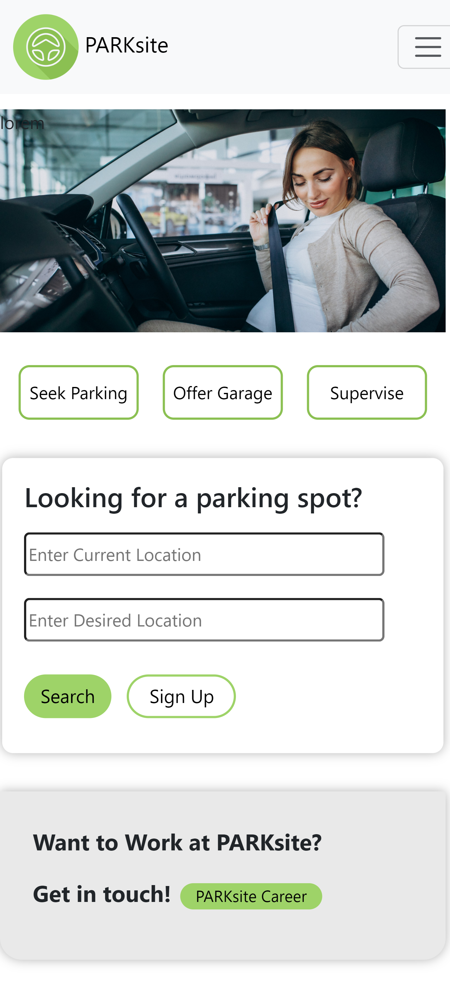 PARKsite
lorem
Seek Parking
Offer Garage
Supervise
Looking for a parking spot?
Enter Current Location
Enter Desired Location
Search
Sign Up
Want to Work at PARKsite?
Get in touch! PARKsite Career